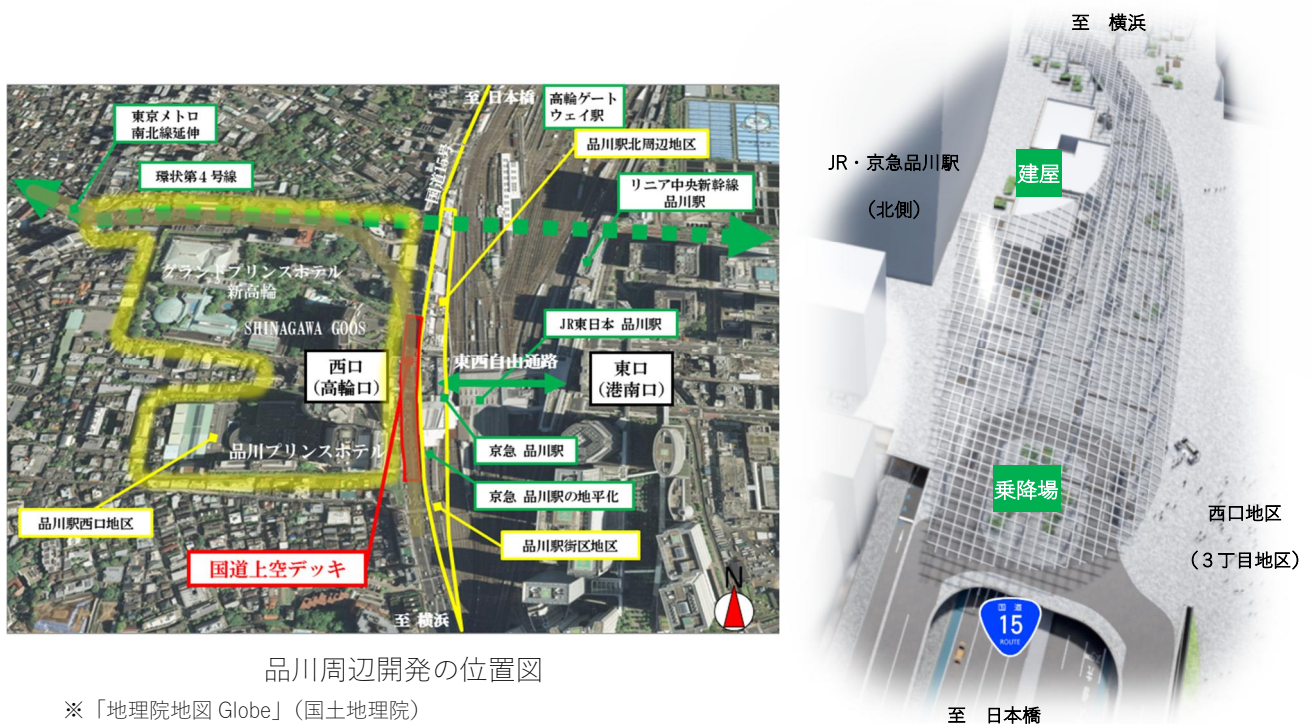 至 日本橋
高輪ゲート
ウェイ駅
東京メトロ
南北線延伸
品川駅北周辺地区
環状第4号線
国道15号
リニア中央新幹線
品川駅
グランドプリンスホテル
新高輪
SHINAGAWA GOOS
JR東日本 品川駅
西口
(高輪口)
東西自由通路
東口
(港南口)
品川プリンスホテル
京急 品川駅
京急 品川駅の地平化
品川駅西口地区
品川駅街区地区
国道上空デッキ
N
至 横浜
品川周辺開発の位置図
※「地理院地図 Globe」(国土地理院)
至 横浜
JR・京急品川駅
(北側)
建屋
乗降場
西口地区
(3丁目地区)
国道
15
ROUTE
至 日本橋